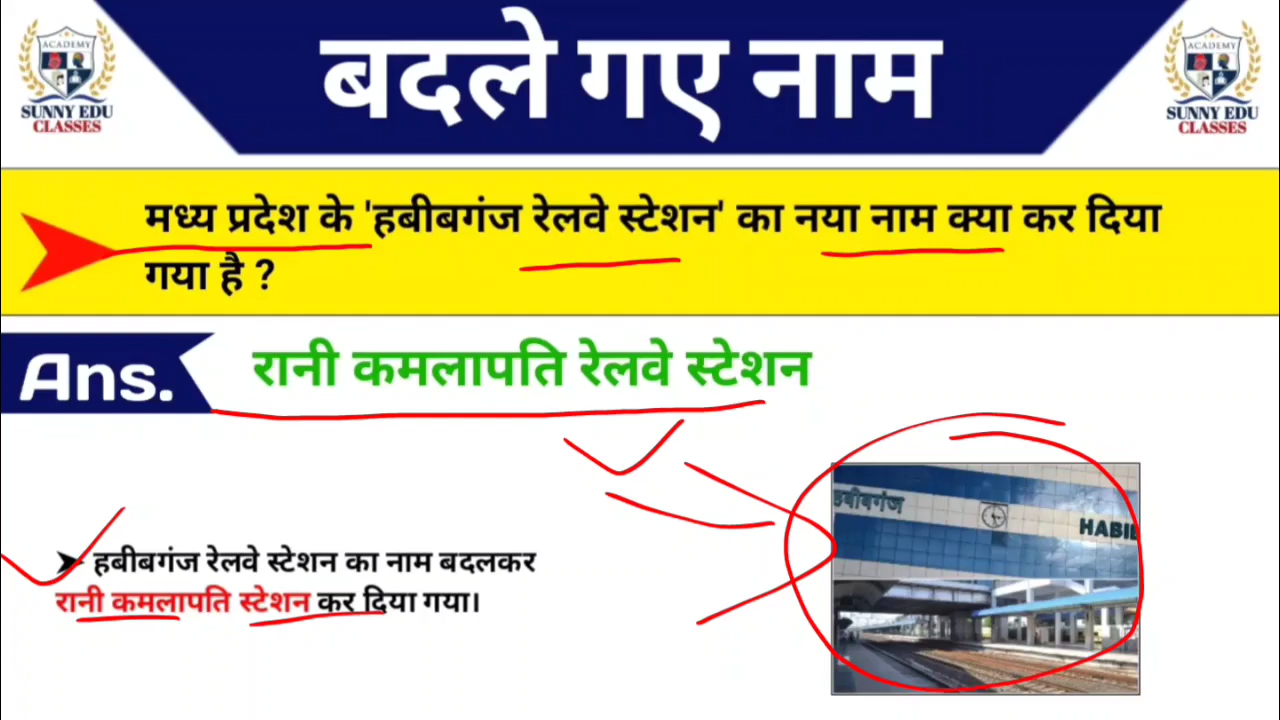 ACADEMY
SUNNY EDU
CLASSES
बदले गए नाम
ACADEMY
SUNNY EDU
CLASSES
मध्य प्रदेश के 'हबीबगंज रेलवे स्टेशन' का नया नाम क्या कर दिया
गया है ?
Ans.
रानी कमलापति रेलवे स्टेशन
हबीबगंज
HABIB
हबीबगंज रेलवे स्टेशन का नाम बदलकर
रानी कमलापति स्टेशन कर दिया गया।